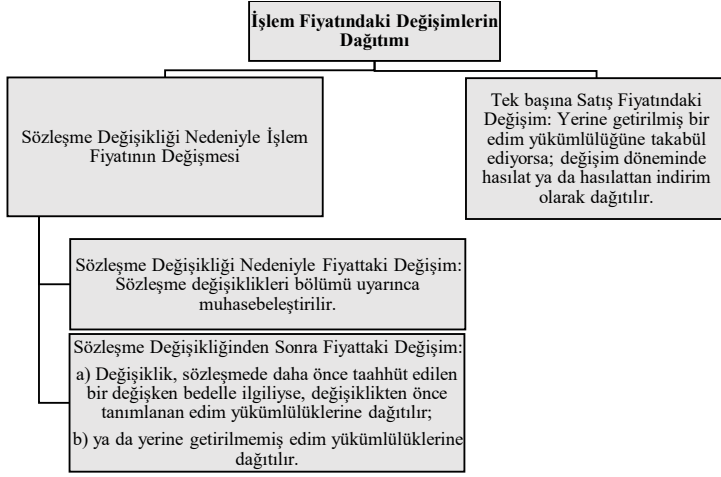 İşlem Fiyatındaki Değişimlerin
Dağıtımı
Sözleşme Değişikliği Nedeniyle İşlem
Fiyatının Değişmesi
Tek başına Satış Fiyatındaki
Değişim: Yerine getirilmiş bir
edim yükümlülüğüne takabül
ediyorsa; değişim döneminde
hasılat ya da hasılattan indirim
olarak dağıtılır.
Sözleşme Değişikliği Nedeniyle Fiyattaki Değişim:
Sözleşme değişiklikleri bölümü uyarınca
muhasebeleştirilir.
Sözleşme Değişikliğinden Sonra Fiyattaki Değişim:
a) Değişiklik, sözleşmede daha önce taahhüt edilen
bir değişken bedelle ilgiliyse, değişiklikten önce
tanımlanan edim yükümlülüklerine dağıtılır;
b) ya da yerine getirilmemiş edim yükümlülüklerine
dağıtılır.